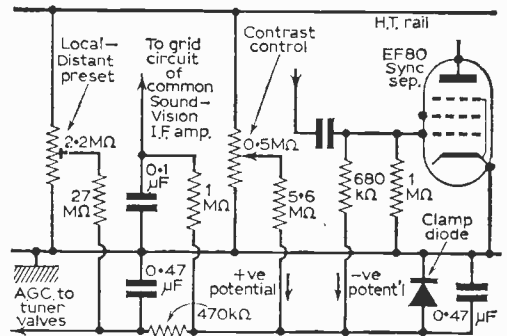 H.T. rail
Local-
Distant
preset
To grid
circuit
of
common
Sound-
Vision
I.F. amp.
Contrast
control
EF80
Sync
sep.
2·2MΩ
0·5MΩ
27
MΩ
0·1
μF
1
MΩ
5·6
MΩ
680
kΩ
1
MΩ
Clamp
diode
AGC to
tuner
valves
0·47
μF
470kΩ
+ve
potential
-ve
potent'l
0·47
μF